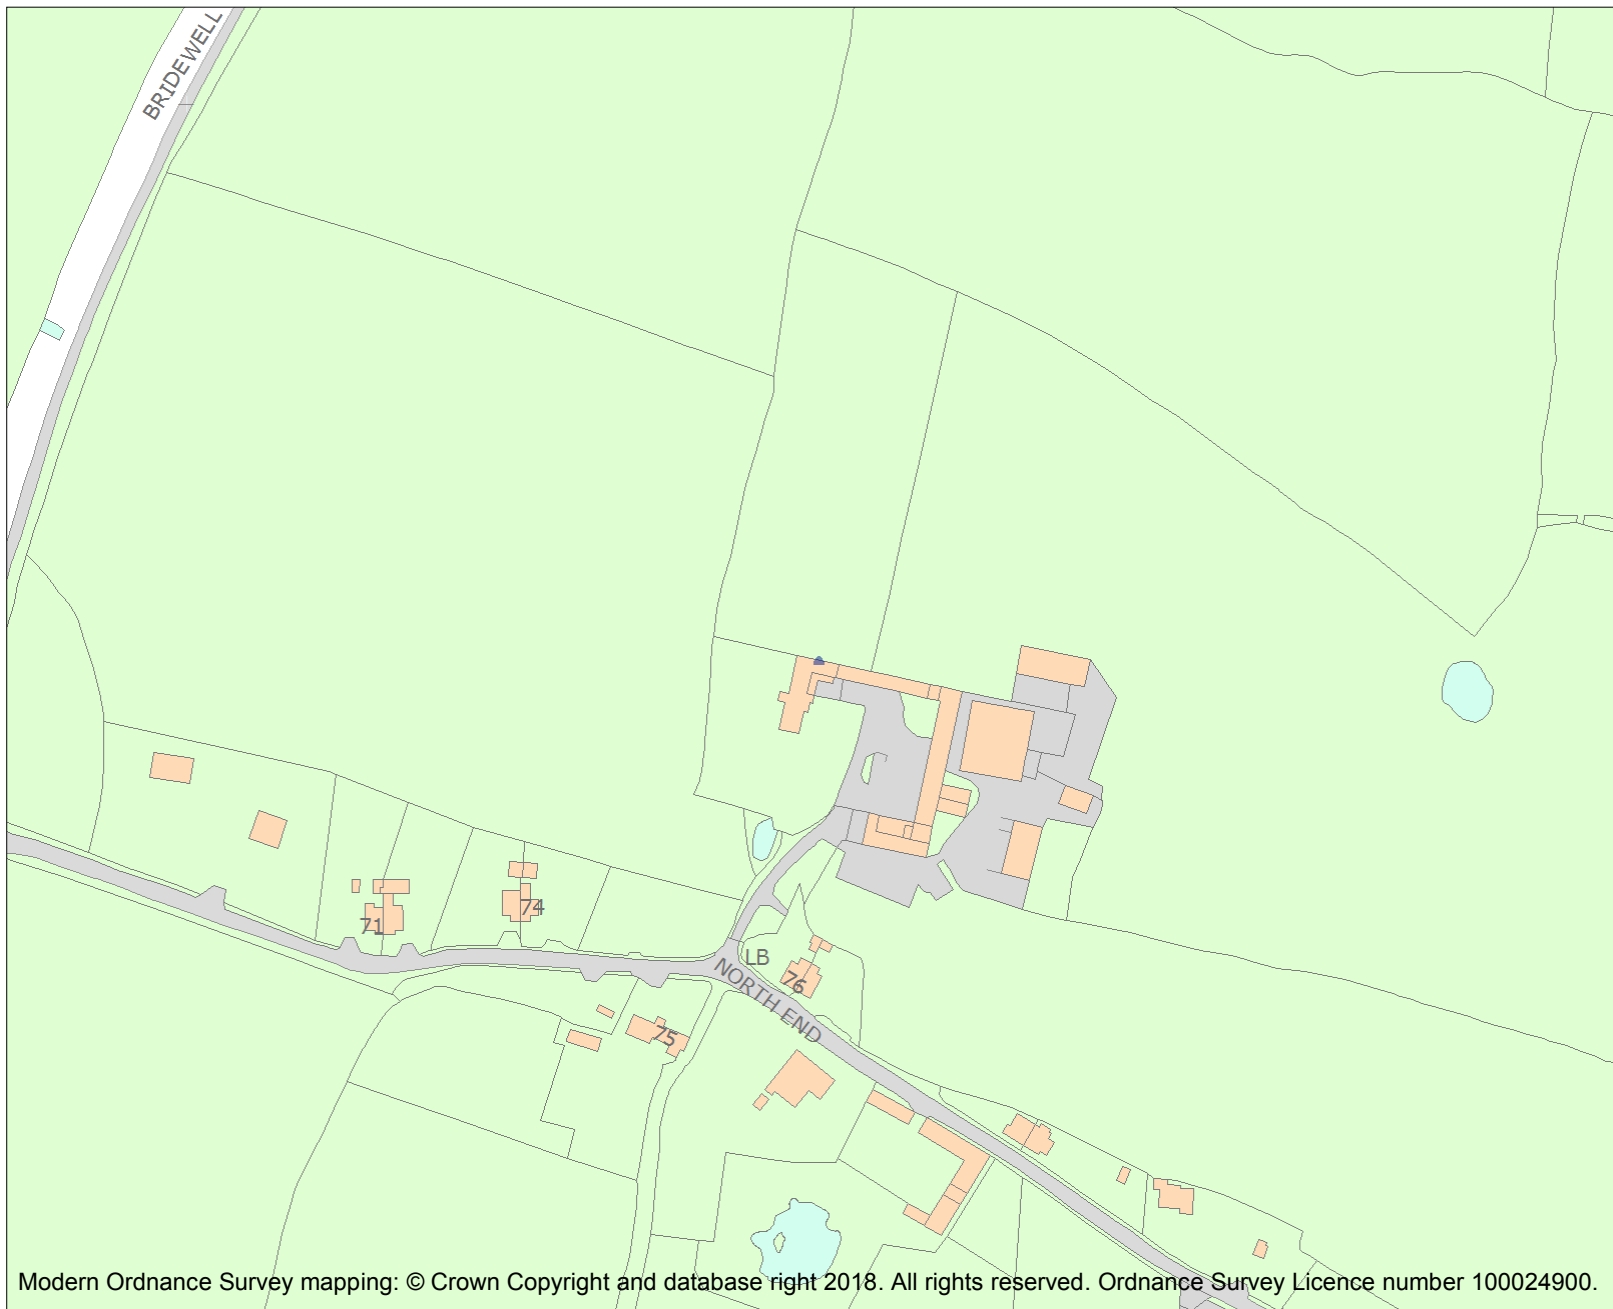 BRIDEWELL
71
74
LB
76
NORTH END
75
Modern Ordnance Survey mapping: © Crown Copyright and database right 2018. All rights reserved. Ordnance Survey Licence number 100024900.